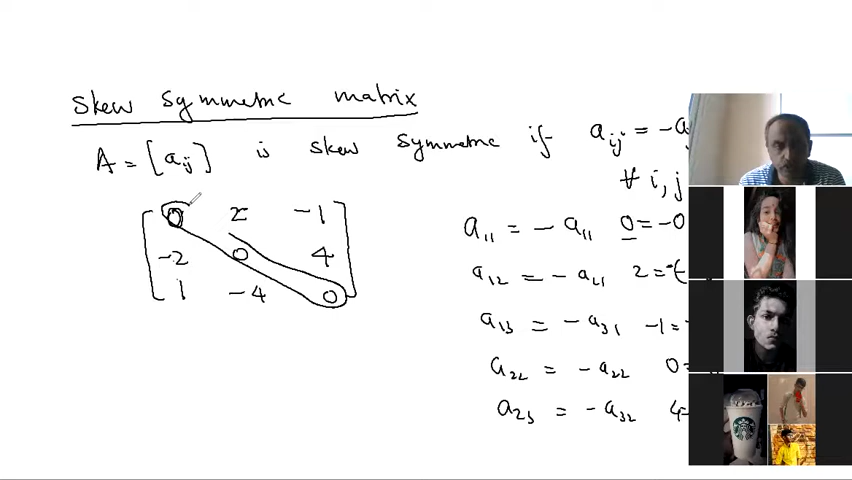 Skew symmetric matrix
A = [aij] is skew symmetric if aij = -a
∀ i, j
0 2 -1
-2 0 4
1 -4 0
a11 = -a11 0 = -0
a12 = -a21 2 = -(
a13 = -a31 -1 =
a22 = -a22 0 =
a23 = -a32 4 =